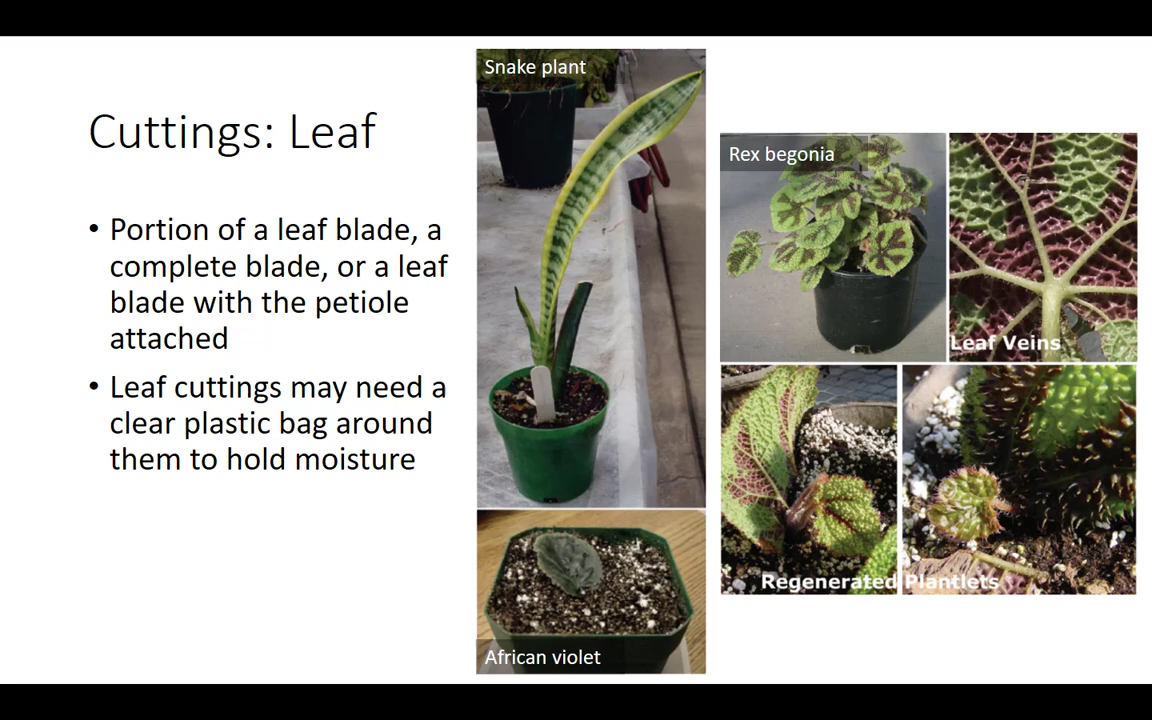 Cuttings: Leaf
• Portion of a leaf blade, a
complete blade, or a leaf
blade with the petiole
attached
• Leaf cuttings may need a
clear plastic bag around
them to hold moisture
Snake plant
African violet
Rex begonia
Leaf Veins
Regenerated Plantlets